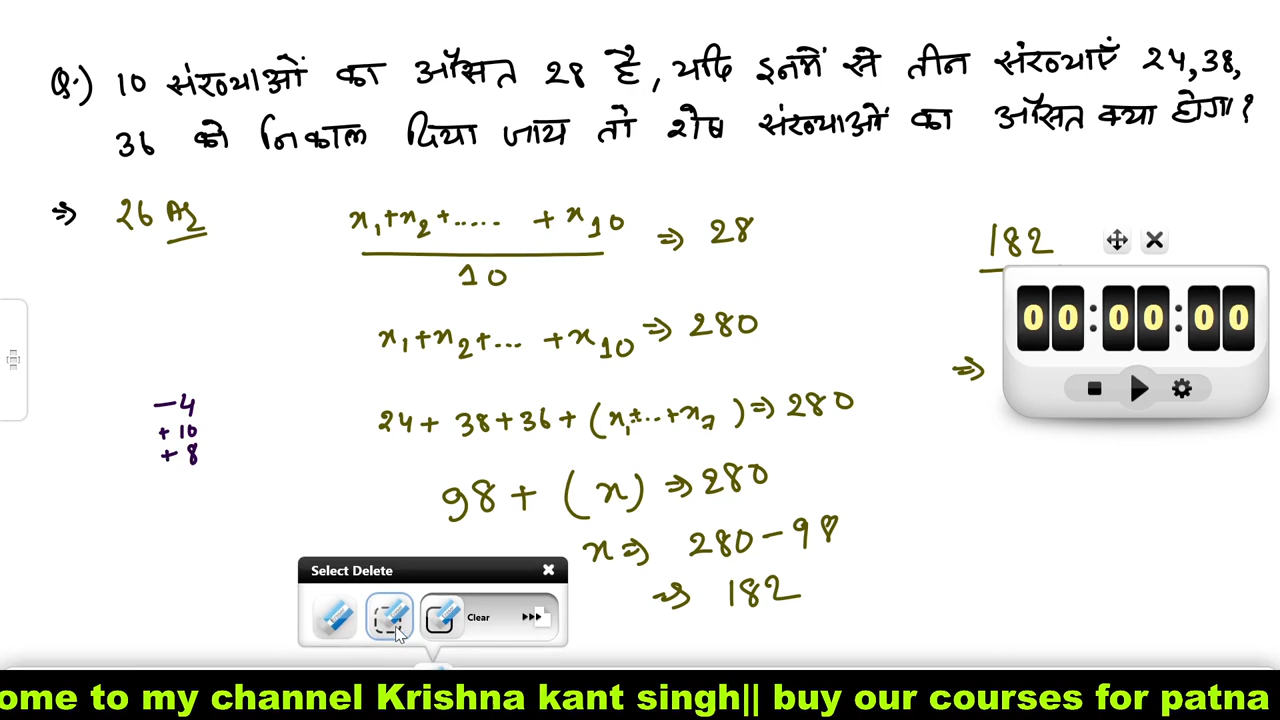 Q.) 10 संख्याओं का औसत 28 है, यदि इनमें से तीन संख्याएँ 24, 38,
36 को निकाल दिया जाय तो शेष संख्याओं का औसत क्या होगा?
⇒ 26 Ans
x₁+x₂+..... +x₁₀ / 10 ⇒ 28
x₁+x₂+... +x₁₀ ⇒ 280
24 + 38 + 36 + (x₁+..+x₇) ⇒ 280
98 + (x) ⇒ 280
x ⇒ 280 − 98
⇒ 182
−4
+10
+8
182
⇒
00:00:00
Select Delete
Clear
ome to my channel Krishna kant singh|| buy our courses for patna